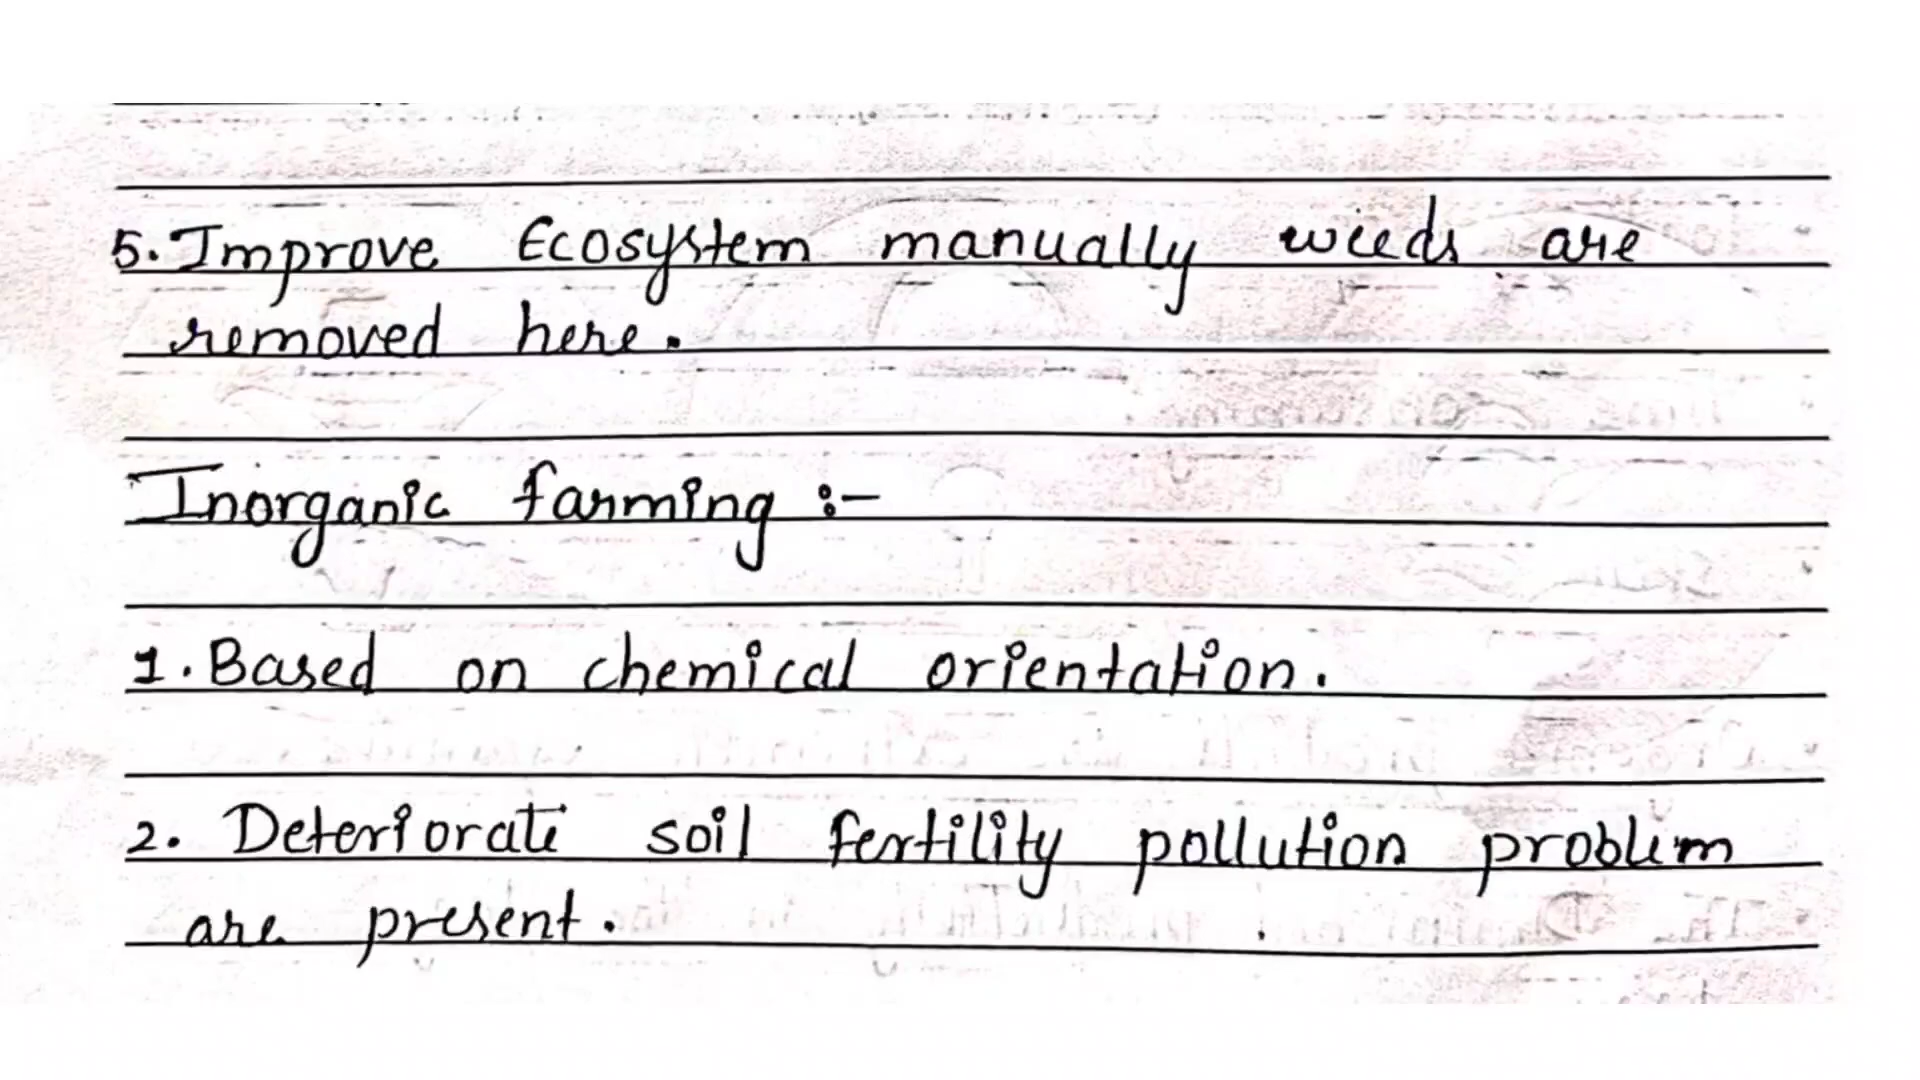 5. Improve Ecosystem manually weeds are
removed here.
Inorganic farming :-
1. Based on chemical orientation.
2. Deteriorate soil fertility pollution problem
are present.